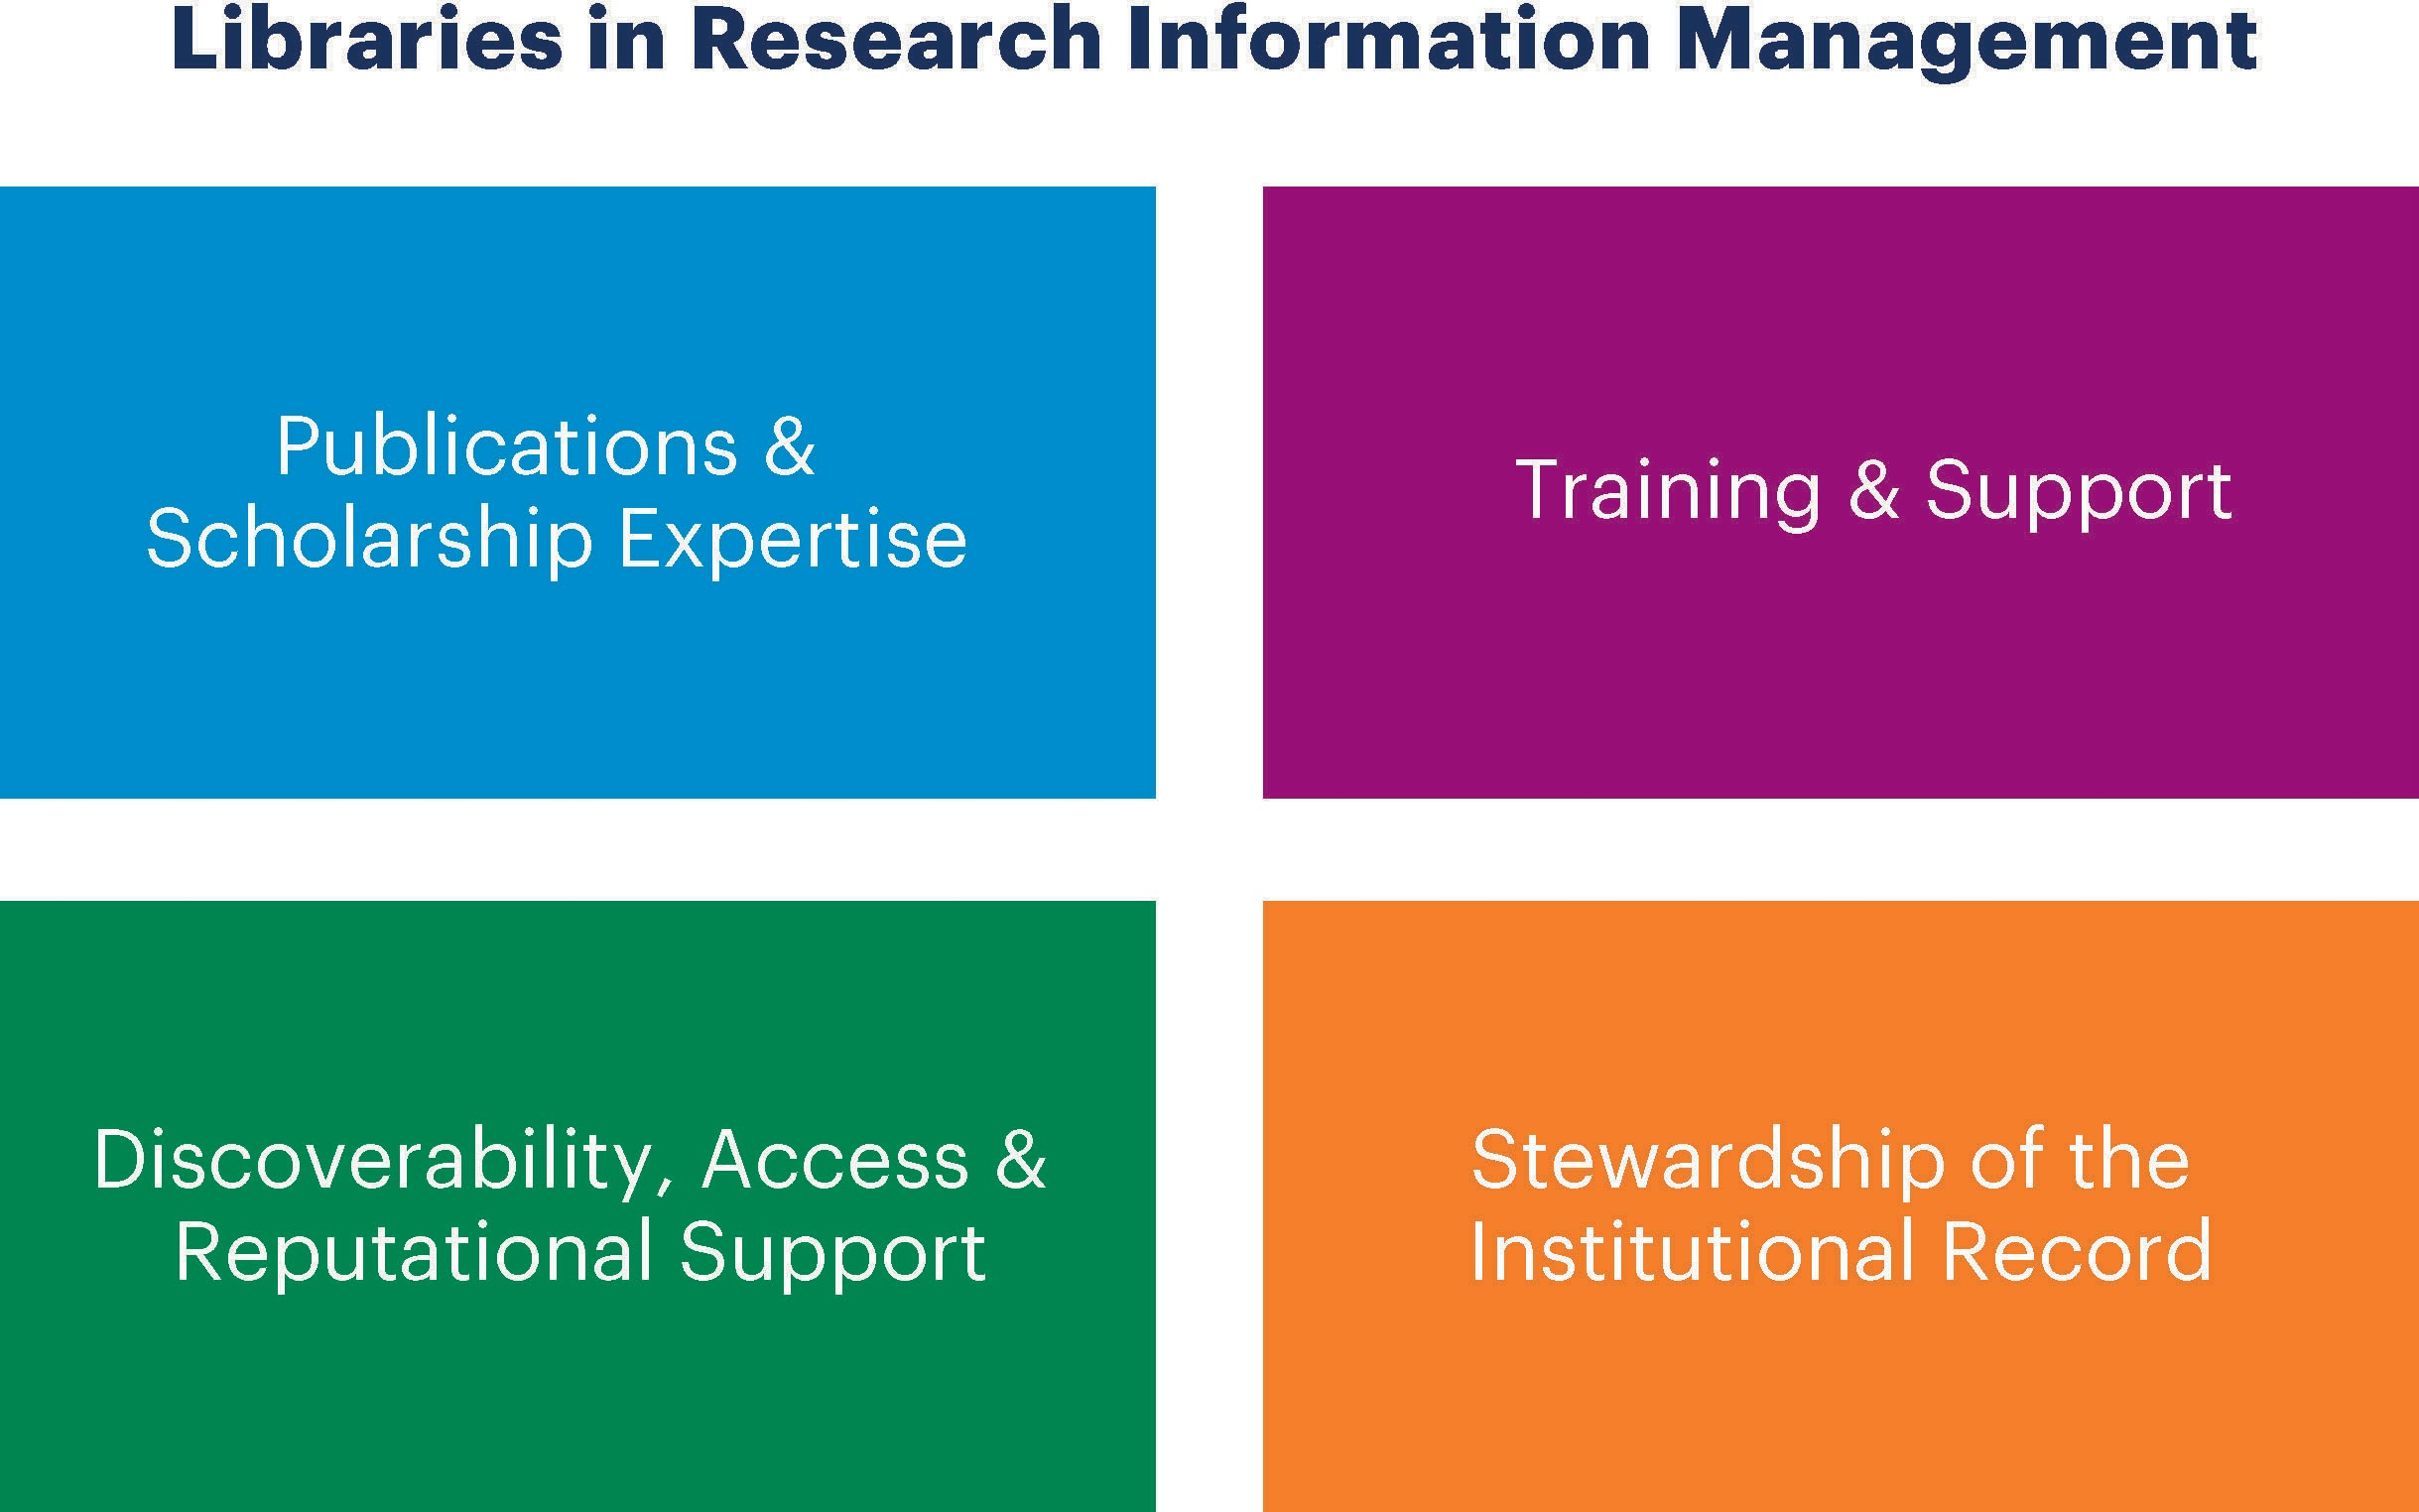 Libraries in Research Information Management
Publications &
Scholarship Expertise
Training & Support
Discoverability, Access &
Reputational Support
Stewardship of the
Institutional Record